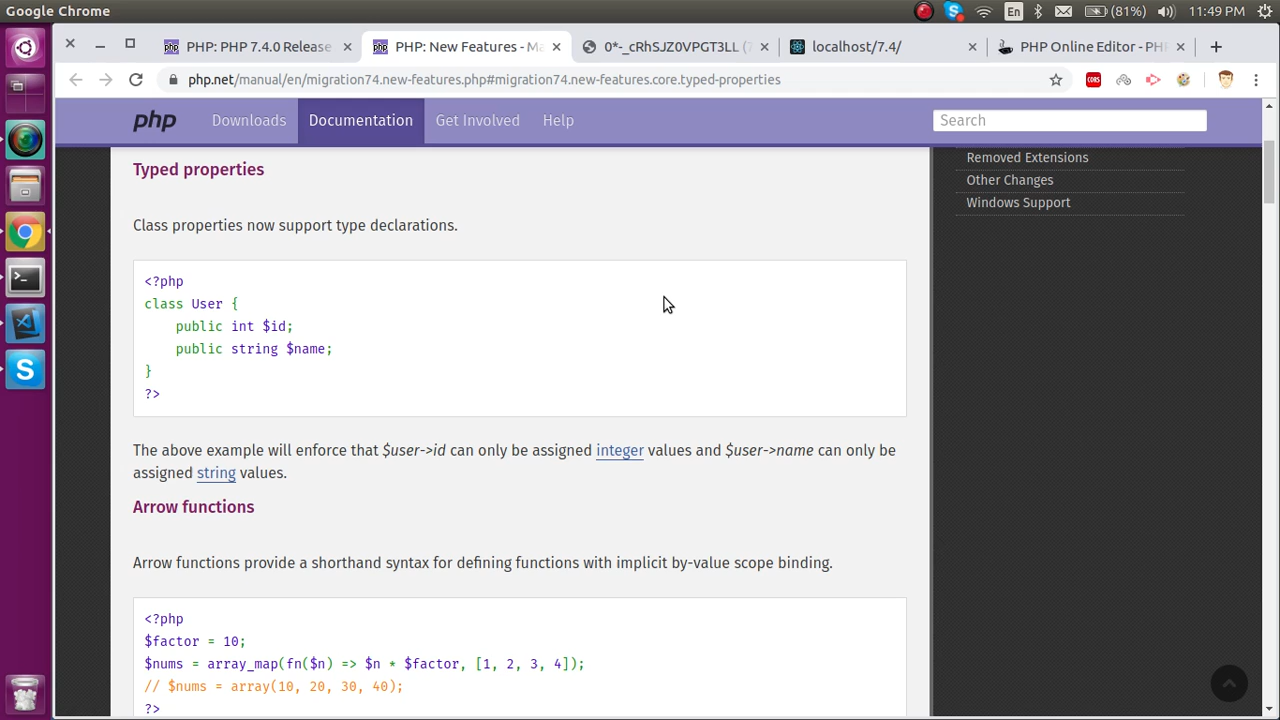 Google Chrome
En
(81%)
11:49 PM
PHP: PHP 7.4.0 Release
PHP: New Features - Ma
0*-_cRhSJZ0VPGT3LL (7
localhost/7.4/
PHP Online Editor - PHP
php.net/manual/en/migration74.new-features.php#migration74.new-features.core.typed-properties
CORS
php
Downloads
Documentation
Get Involved
Help
Search
Typed properties
Removed Extensions
Other Changes
Windows Support
Class properties now support type declarations.
<?php
class User {
public int $id;
public string $name;
}
?>
The above example will enforce that $user->id can only be assigned integer values and $user->name can only be
assigned string values.
Arrow functions
Arrow functions provide a shorthand syntax for defining functions with implicit by-value scope binding.
<?php
$factor = 10;
$nums = array_map(fn($n) => $n * $factor, [1, 2, 3, 4]);
// $nums = array(10, 20, 30, 40);
?>